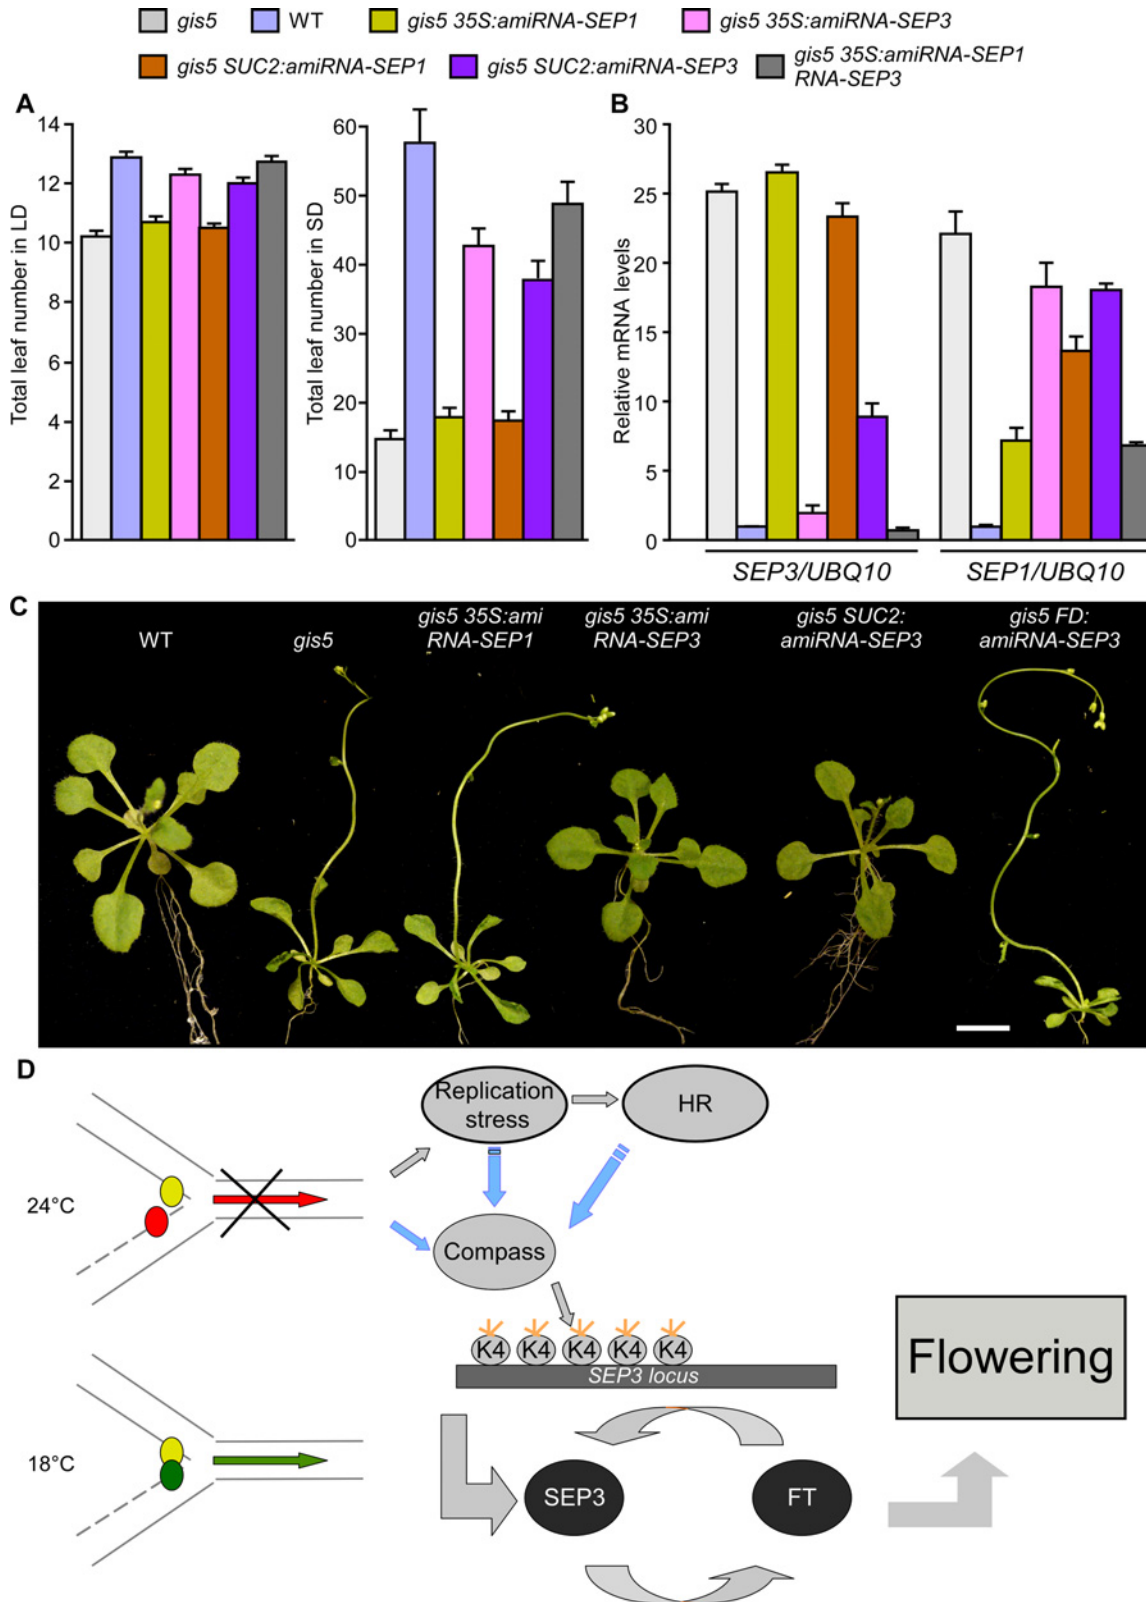 gis5
WT
gis5 35S:amiRNA-SEP1
gis5 35S:amiRNA-SEP3
gis5 SUC2:amiRNA-SEP1
gis5 SUC2:amiRNA-SEP3
gis5 35S:amiRNA-SEP1
RNA-SEP3
A
Total leaf number in LD
14
12
10
8
6
4
2
0
Total leaf number in SD
60
50
40
30
20
10
0
B
Relative mRNA levels
30
25
20
15
10
5
0
SEP3/UBQ10
SEP1/UBQ10
C
WT
gis5
gis5 35S:ami
RNA-SEP1
gis5 35S:ami
RNA-SEP3
gis5 SUC2:
amiRNA-SEP3
gis5 FD:
amiRNA-SEP3
D
24°C
18°C
Replication
stress
HR
Compass
K4 K4 K4 K4 K4
SEP3 locus
SEP3
FT
Flowering